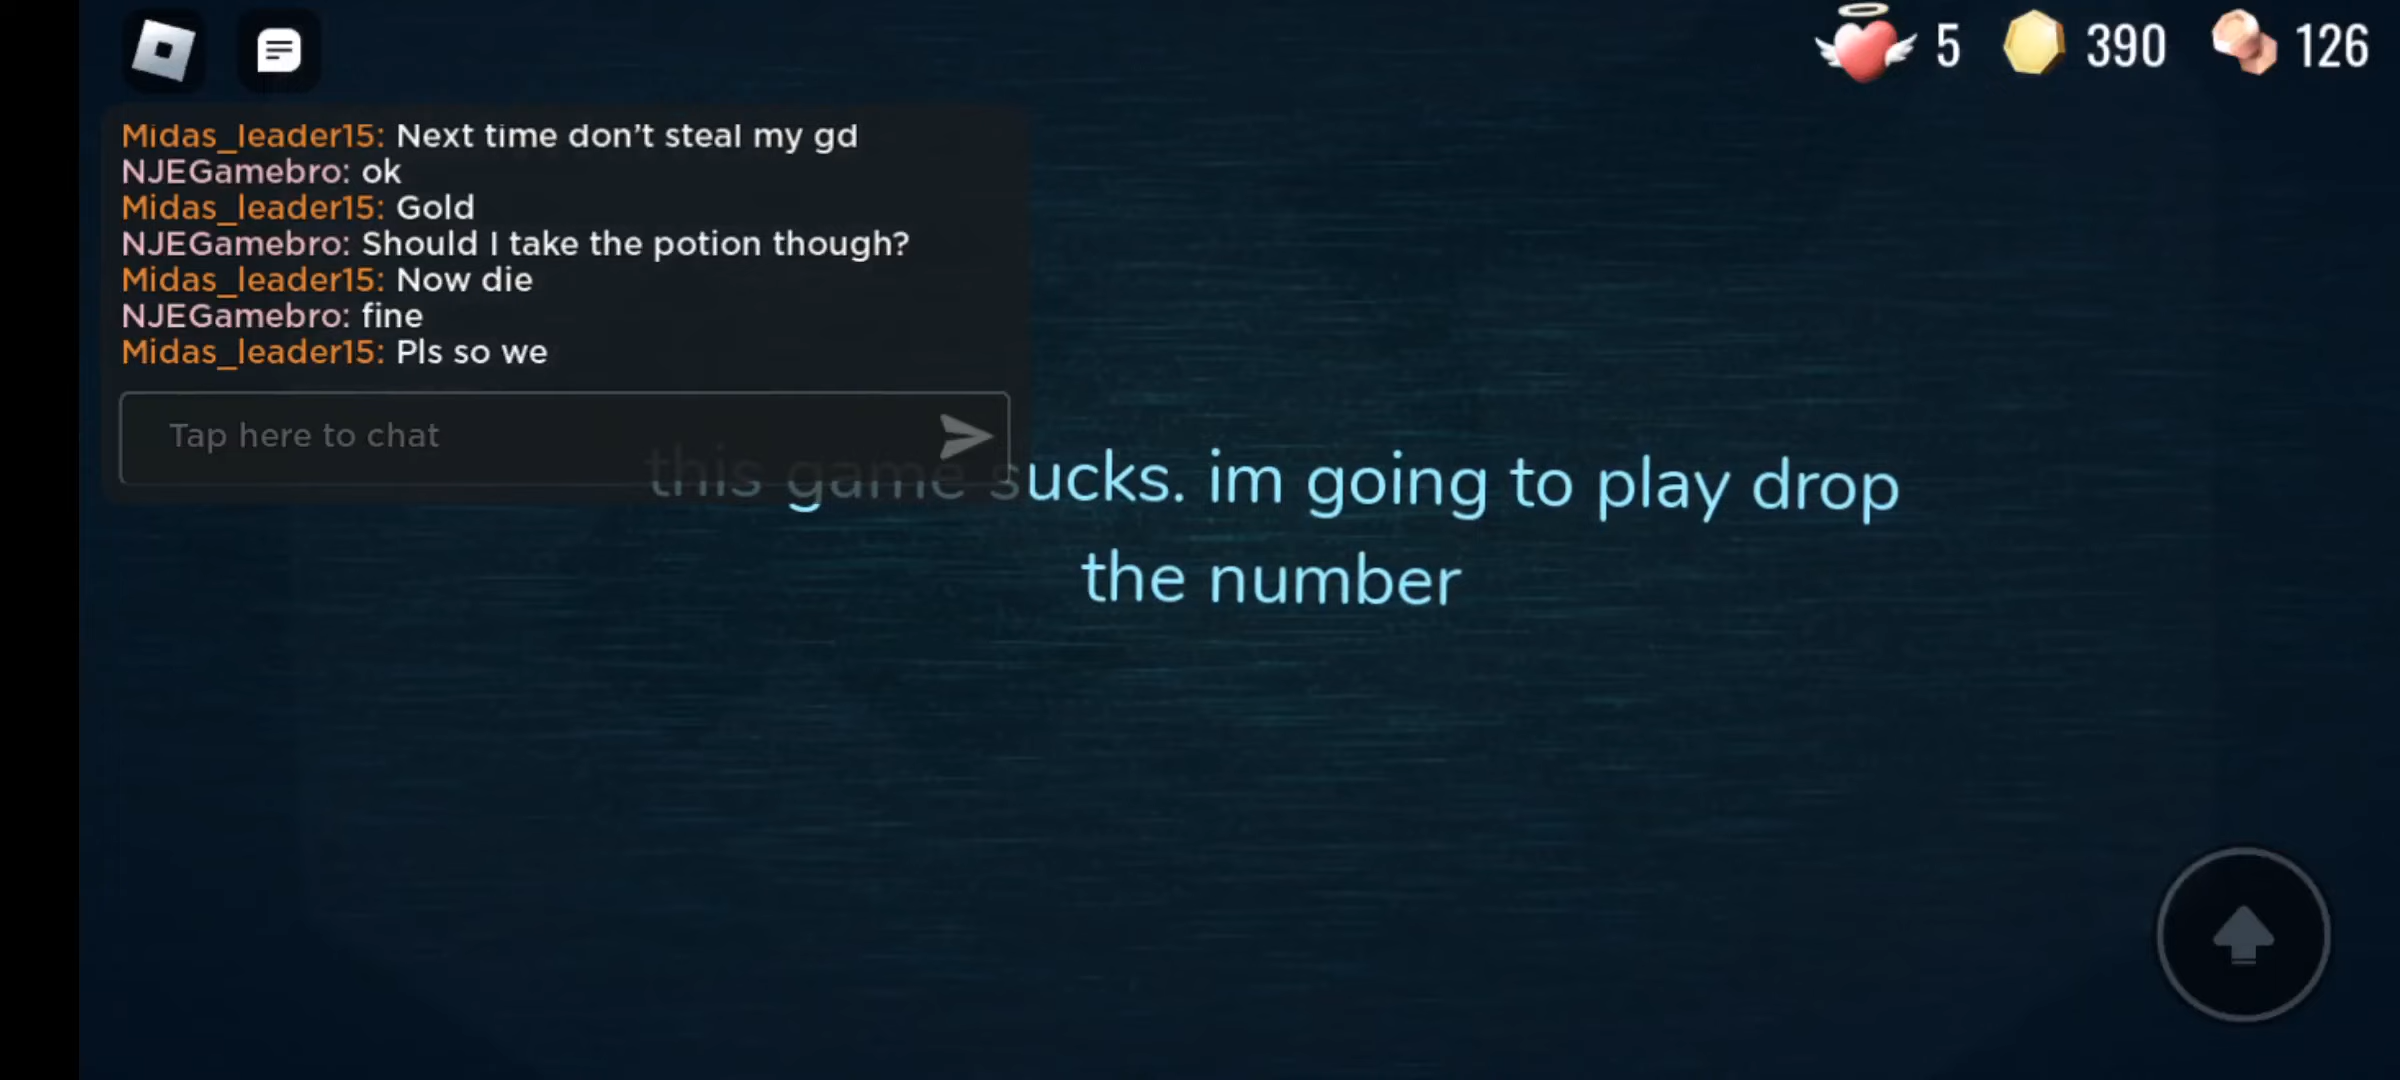 5 390 126
Midas_leader15: Next time don't steal my gd
NJEGamebro: ok
Midas_leader15: Gold
NJEGamebro: Should I take the potion though?
Midas_leader15: Now die
NJEGamebro: fine
Midas_leader15: Pls so we
Tap here to chat
this game sucks. im going to play drop
the number